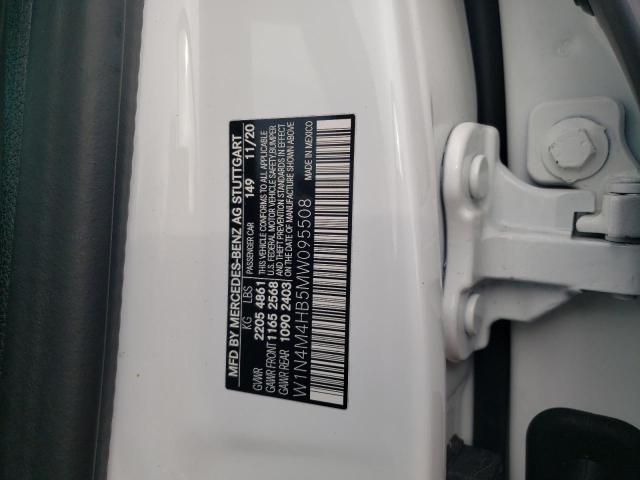 MFD BY MERCEDES-BENZ AG STUTTGART
KG LBS PASSENGER CAR 149 11/20
GVWR 2205 4861 THIS VEHICLE CONFORMS TO ALL APPLICABLE
GAWR FRONT 1165 2568 U.S. FEDERAL MOTOR VEHICLE SAFETY, BUMPER
GAWR REAR 1090 2403 AND THEFT PREVENTION STANDARDS IN EFFECT
ON THE DATE OF MANUFACTURE SHOWN ABOVE
W1N4M4HB5MW095508 MADE IN MEXICO